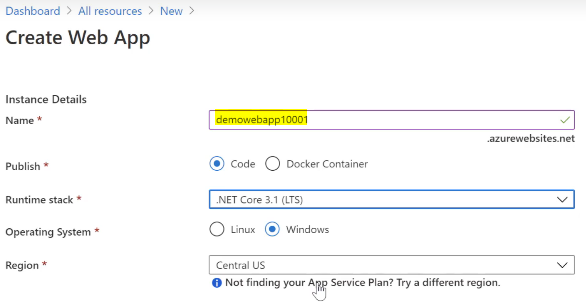 Dashboard > All resources > New >
Create Web App
Instance Details
Name * demowebapp10001
.azurewebsites.net
Publish * Code Docker Container
Runtime stack * .NET Core 3.1 (LTS)
Operating System * Linux Windows
Region * Central US
Not finding your App Service Plan? Try a different region.